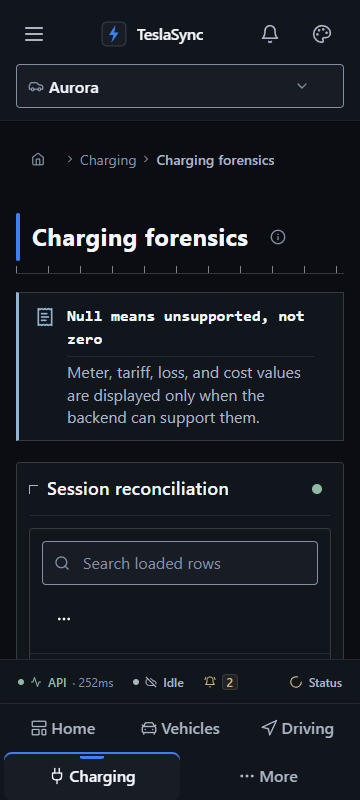 TeslaSync
Aurora
Charging
Charging forensics
Charging forensics
Null means unsupported, not
zero
Meter, tariff, loss, and cost values
are displayed only when the
backend can support them.
Session reconciliation
Search loaded rows
...
API · 252ms
Idle
2
Status
Home
Vehicles
Driving
Charging
More